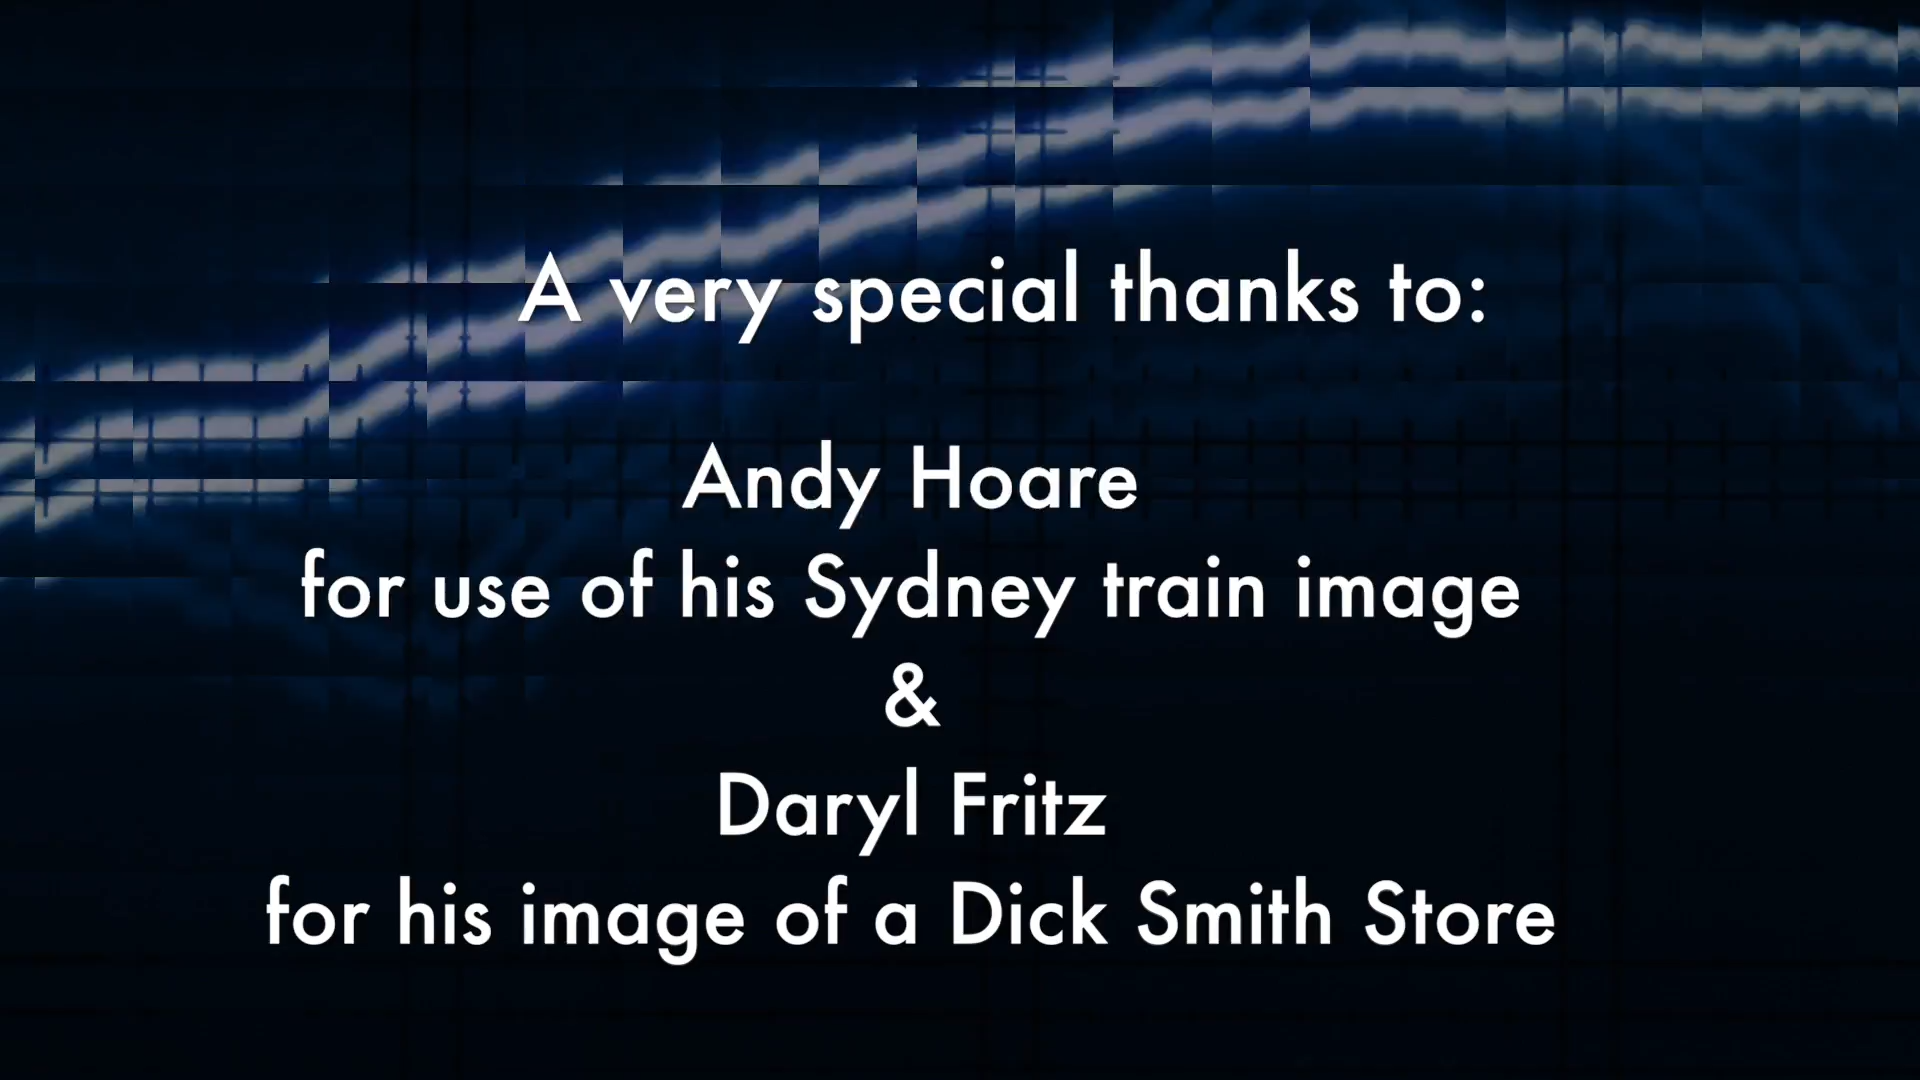 A very special thanks to:
Andy Hoare
for use of his Sydney train image
&
Daryl Fritz
for his image of a Dick Smith Store